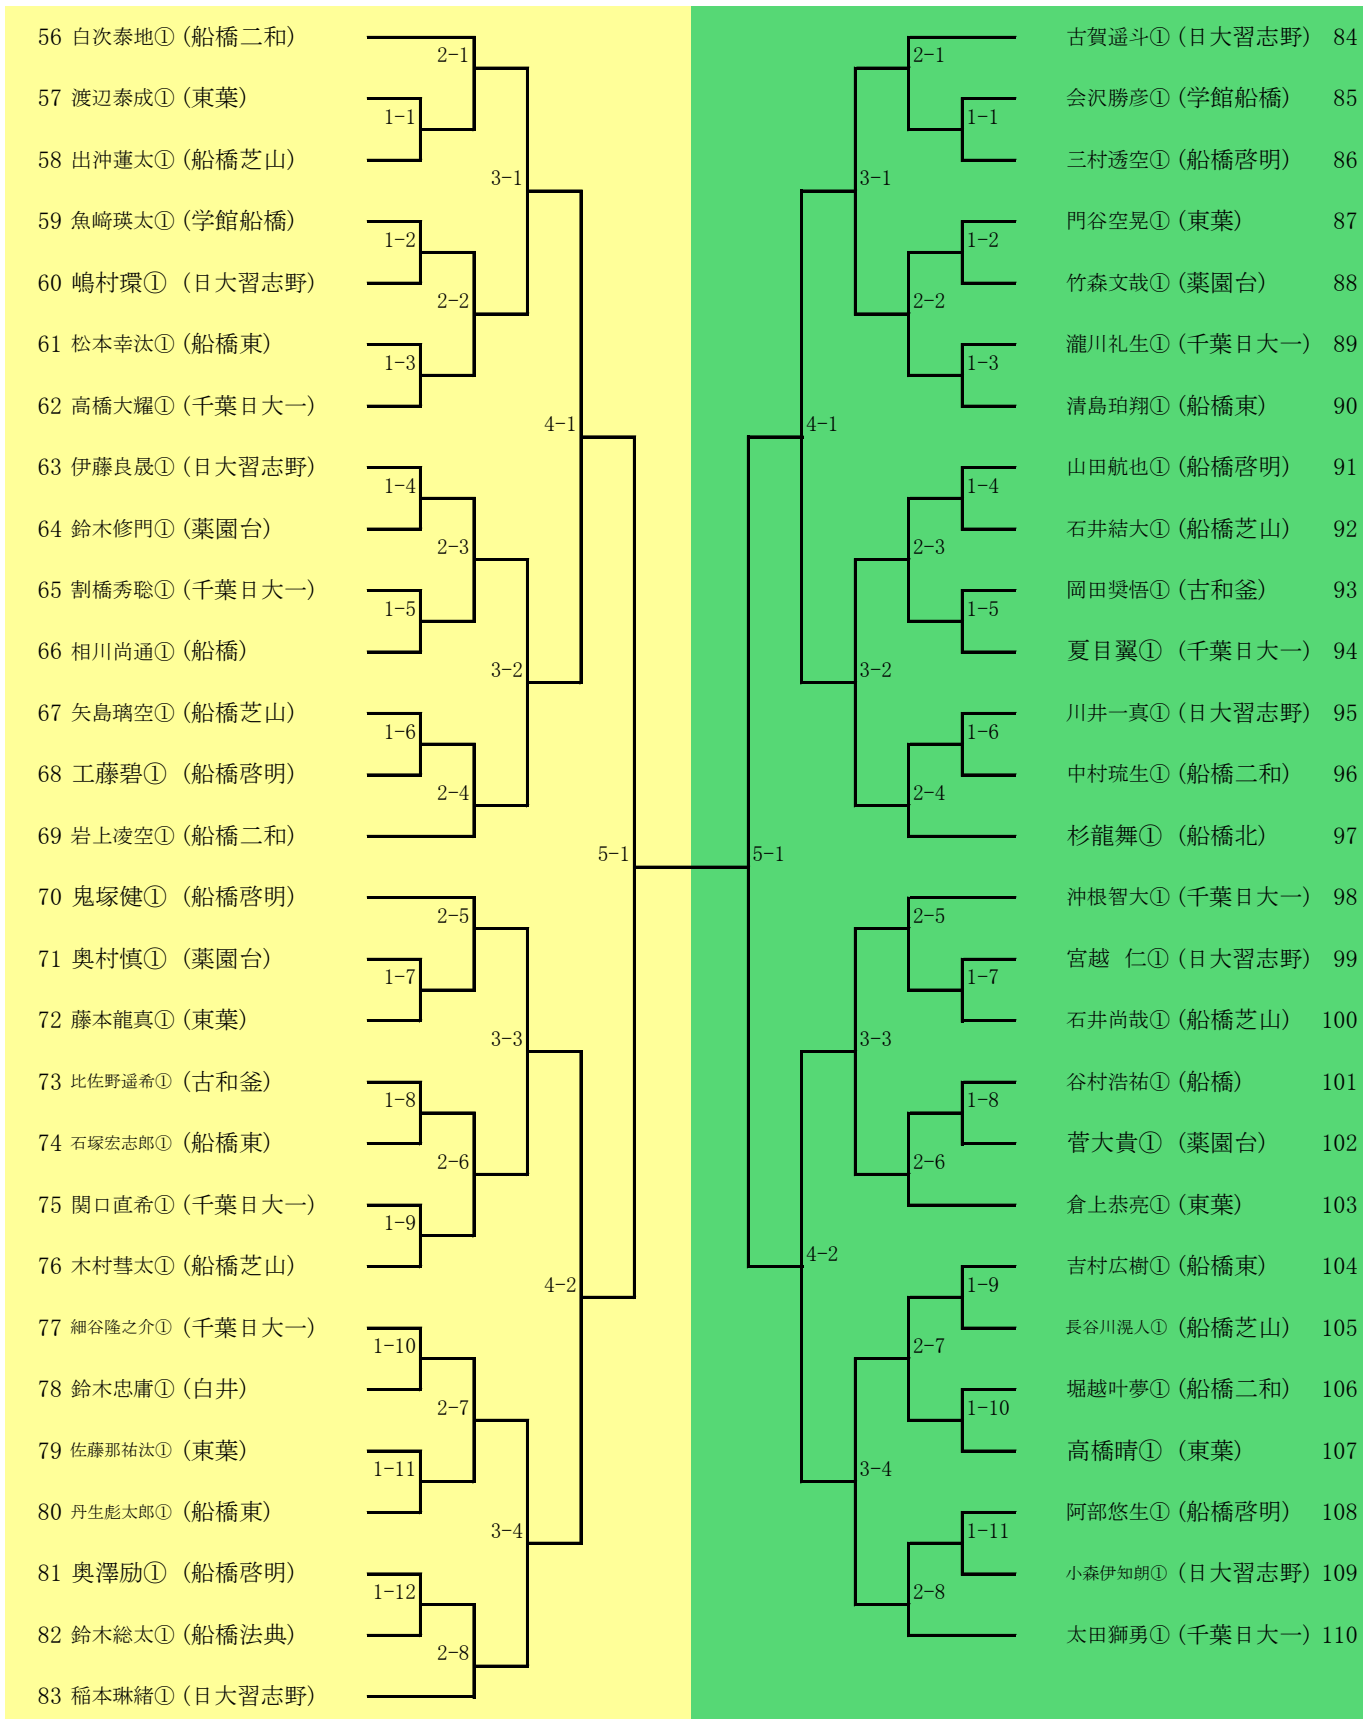 56 白次泰地① (船橋二和)
2-1
57 渡辺泰成① (東葉)
1-1
58 出沖蓮太① (船橋芝山)
3-1
59 魚﨑瑛太① (学館船橋)
1-2
60 嶋村環① (日大習志野)
2-2
61 松本幸汰① (船橋東)
1-3
62 高橋大耀① (千葉日大一)
4-1
63 伊藤良晟① (日大習志野)
1-4
64 鈴木修門① (薬園台)
2-3
65 割橋秀聡① (千葉日大一)
1-5
66 相川尚通① (船橋)
3-2
67 矢島璃空① (船橋芝山)
1-6
68 工藤碧① (船橋啓明)
2-4
69 岩上凌空① (船橋二和)
5-1
70 鬼塚健① (船橋啓明)
2-5
71 奥村慎① (薬園台)
1-7
72 藤本龍真① (東葉)
3-3
73 比佐野遥希① (古和釜)
1-8
74 石塚宏志郎① (船橋東)
2-6
75 関口直希① (千葉日大一)
1-9
76 木村彗太① (船橋芝山)
4-2
77 細谷隆之介① (千葉日大一)
1-10
78 鈴木忠庸① (白井)
2-7
79 佐藤那祐汰① (東葉)
1-11
80 丹生彪太郎① (船橋東)
3-4
81 奥澤励① (船橋啓明)
1-12
82 鈴木総太① (船橋法典)
2-8
83 稲本琳緒① (日大習志野)
古賀遥斗① (日大習志野) 84
2-1
会沢勝彦① (学館船橋) 85
1-1
三村透空① (船橋啓明) 86
3-1
門谷空晃① (東葉) 87
1-2
竹森文哉① (薬園台) 88
2-2
瀧川礼生① (千葉日大一) 89
1-3
清島珀翔① (船橋東) 90
4-1
山田航也① (船橋啓明) 91
1-4
石井結大① (船橋芝山) 92
2-3
岡田奨悟① (古和釜) 93
1-5
夏目翼① (千葉日大一) 94
3-2
川井一真① (日大習志野) 95
1-6
中村琉生① (船橋二和) 96
2-4
杉龍舞① (船橋北) 97
5-1
沖根智大① (千葉日大一) 98
2-5
宮越 仁① (日大習志野) 99
1-7
石井尚哉① (船橋芝山) 100
3-3
谷村浩祐① (船橋) 101
1-8
菅大貴① (薬園台) 102
2-6
倉上恭亮① (東葉) 103
4-2
吉村広樹① (船橋東) 104
1-9
長谷川滉人① (船橋芝山) 105
2-7
堀越叶夢① (船橋二和) 106
1-10
高橋晴① (東葉) 107
3-4
阿部悠生① (船橋啓明) 108
1-11
小森伊知朗① (日大習志野) 109
2-8
太田獅勇① (千葉日大一) 110